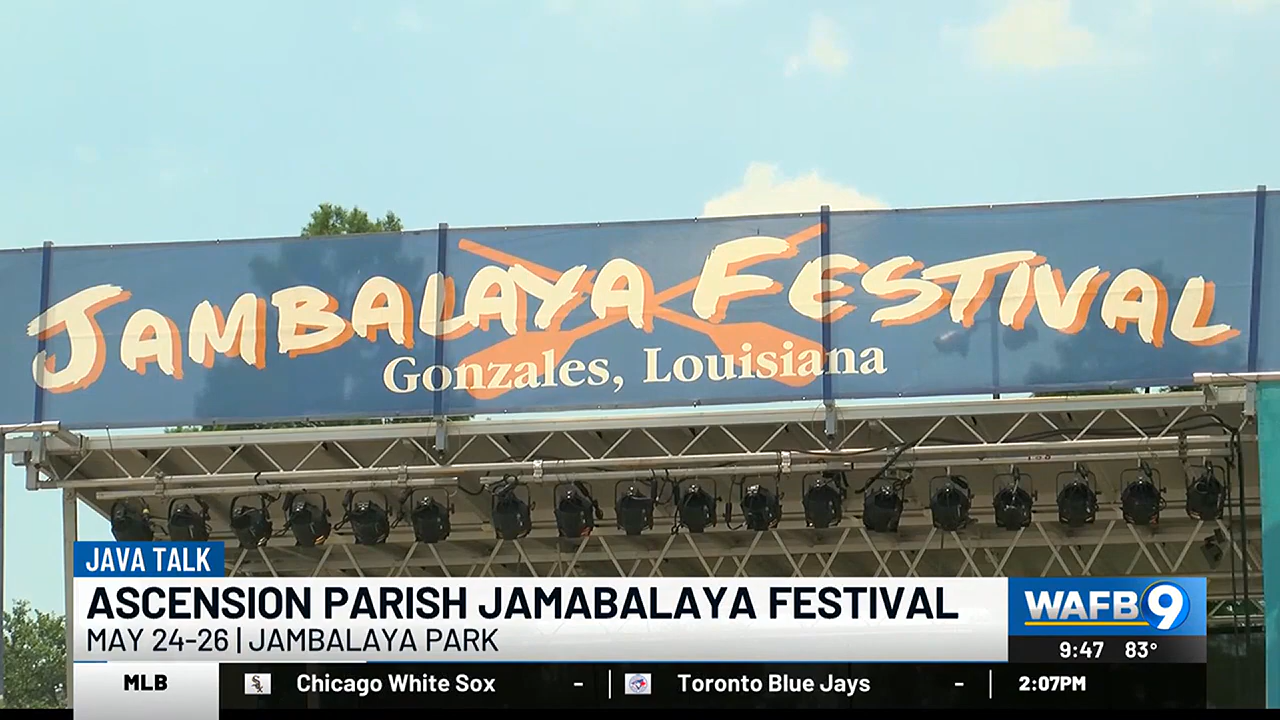 JAMBALAYA FESTIVAL
Gonzales, Louisiana
JAVA TALK
ASCENSION PARISH JAMABALAYA FESTIVAL
MAY 24-26 | JAMBALAYA PARK
WAFB 9
9:47 83°
MLB Chicago White Sox - Toronto Blue Jays - 2:07PM